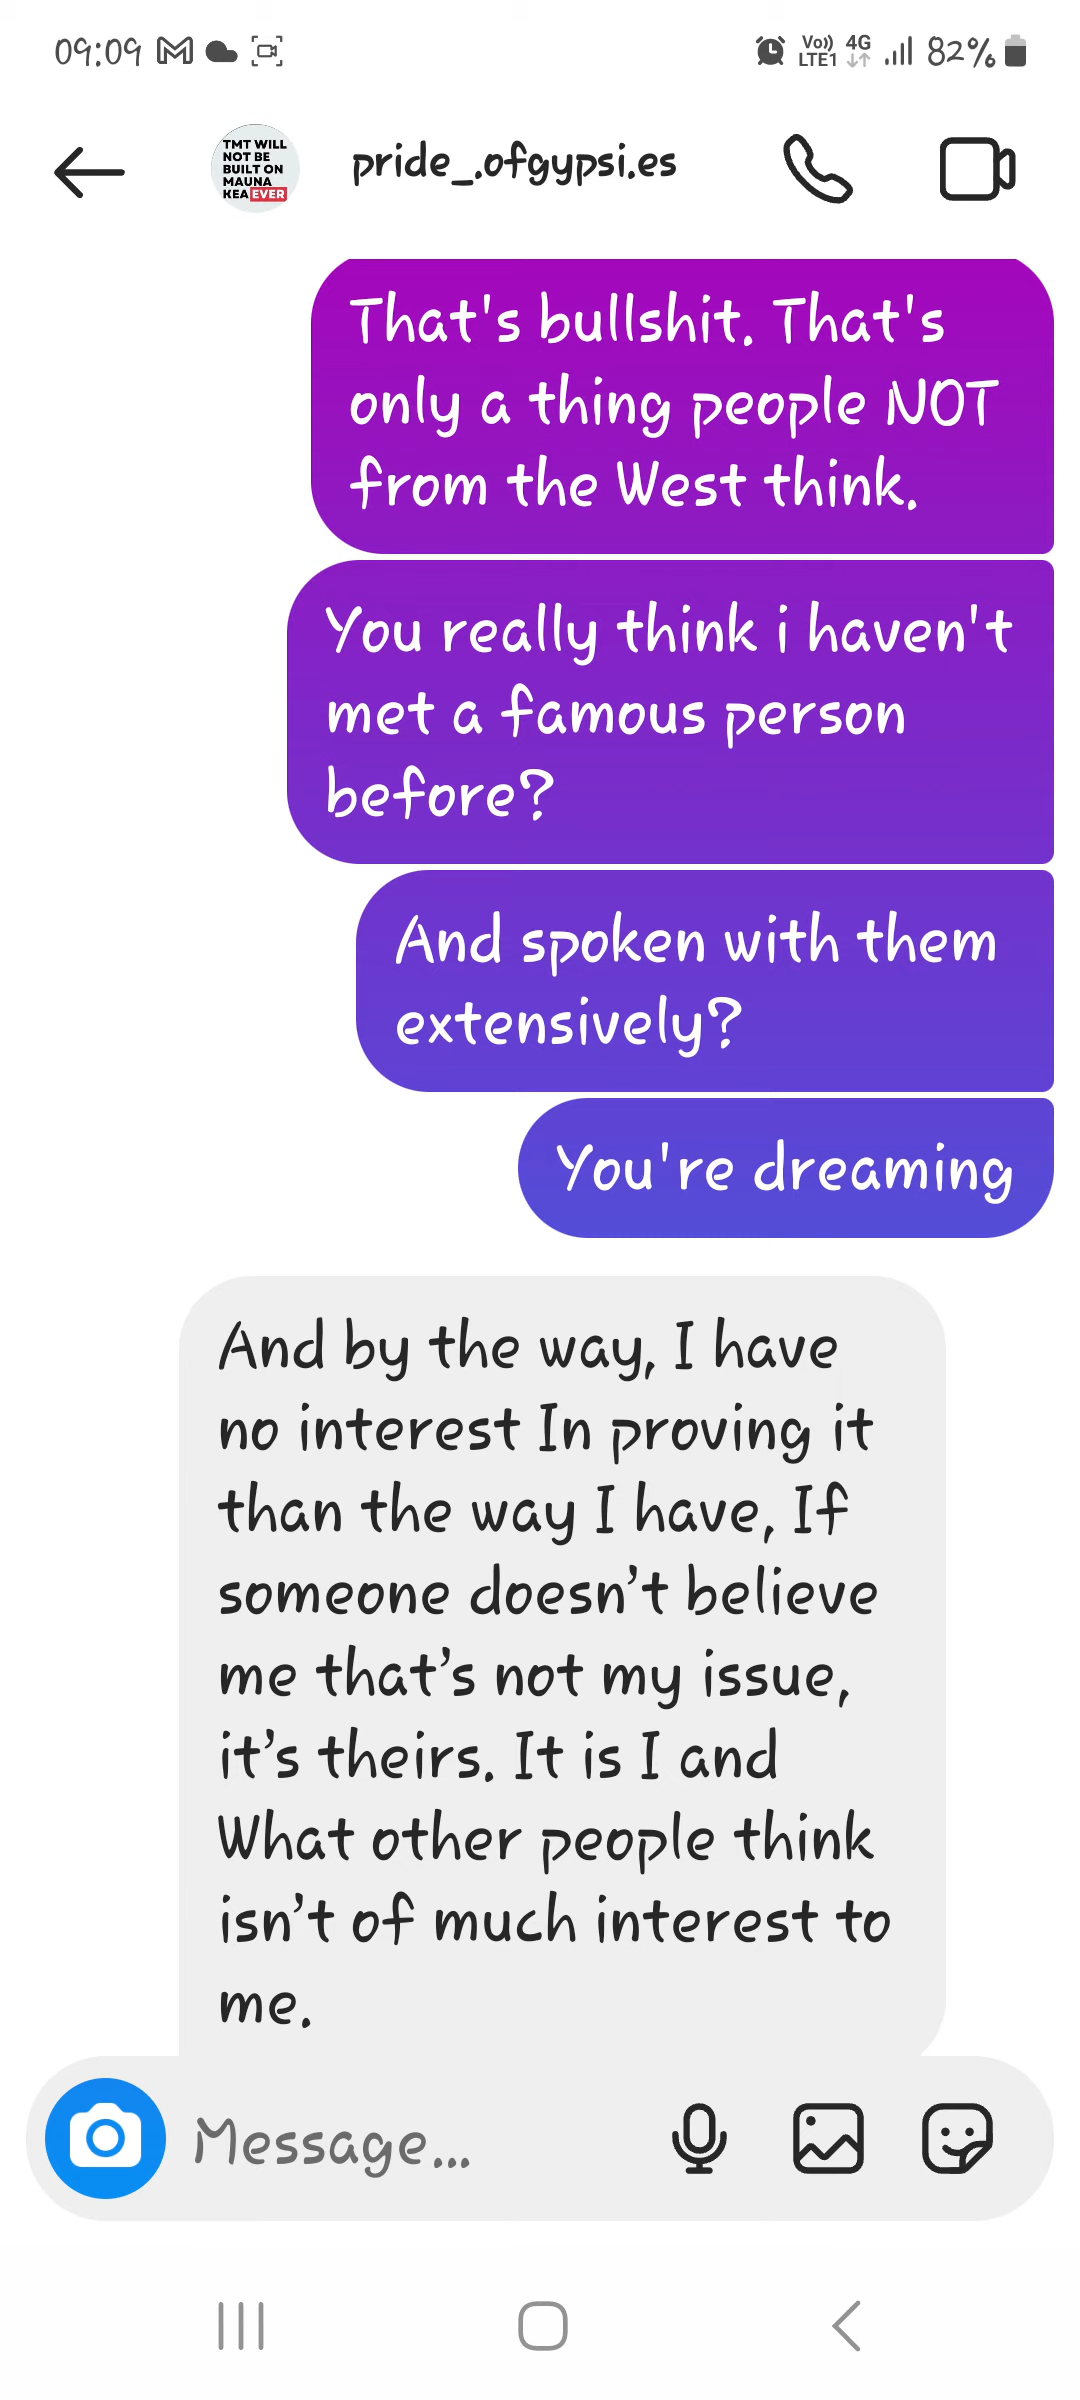 09:09
Vo)) 4G 82%
LTE1
TMT WILL
NOT BE
BUILT ON
MAUNA
KEA EVER
pride_.ofgypsi.es
That's bullshit. That's
only a thing people NOT
from the West think.
You really think i haven't
met a famous person
before?
And spoken with them
extensively?
You're dreaming
And by the way, I have
no interest In proving it
than the way I have, If
someone doesn’t believe
me that’s not my issue,
it’s theirs. It is I and
What other people think
isn’t of much interest to
me.
Message...